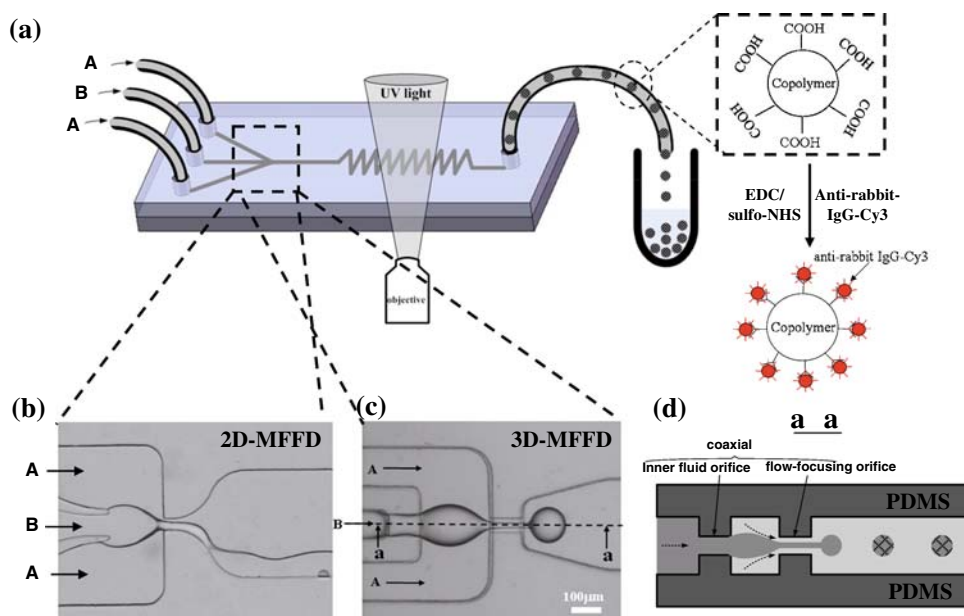 (a)
A
B
A
UV light
objective
COOH
COOH
COOH
Copolymer
COOH
COOH
COOH
EDC/
sulfo-NHS
Anti-rabbit-
IgG-Cy3
anti-rabbit IgG-Cy3
Copolymer
(b)
2D-MFFD
A
B
A
(c)
3D-MFFD
A
B
a
a
A
100μm
(d)
a a
coaxial
Inner fluid orifice
flow-focusing orifice
PDMS
PDMS